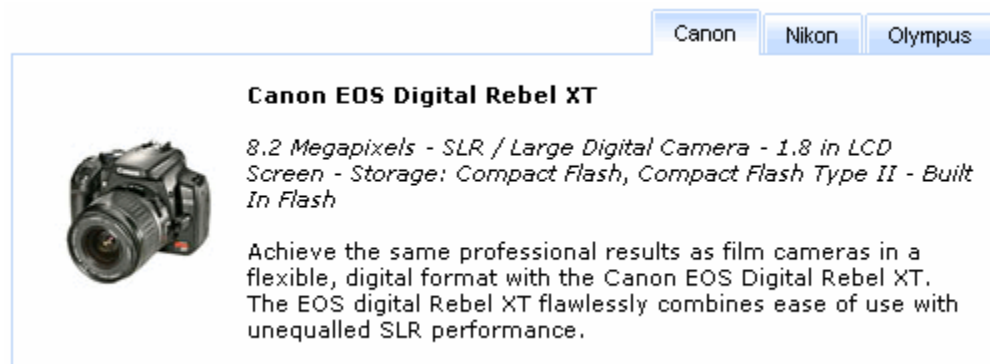 Canon Nikon Olympus
Canon EOS Digital Rebel XT
8.2 Megapixels - SLR / Large Digital Camera - 1.8 in LCD
Screen - Storage: Compact Flash, Compact Flash Type II - Built
In Flash
Achieve the same professional results as film cameras in a
flexible, digital format with the Canon EOS Digital Rebel XT.
The EOS digital Rebel XT flawlessly combines ease of use with
unequalled SLR performance.